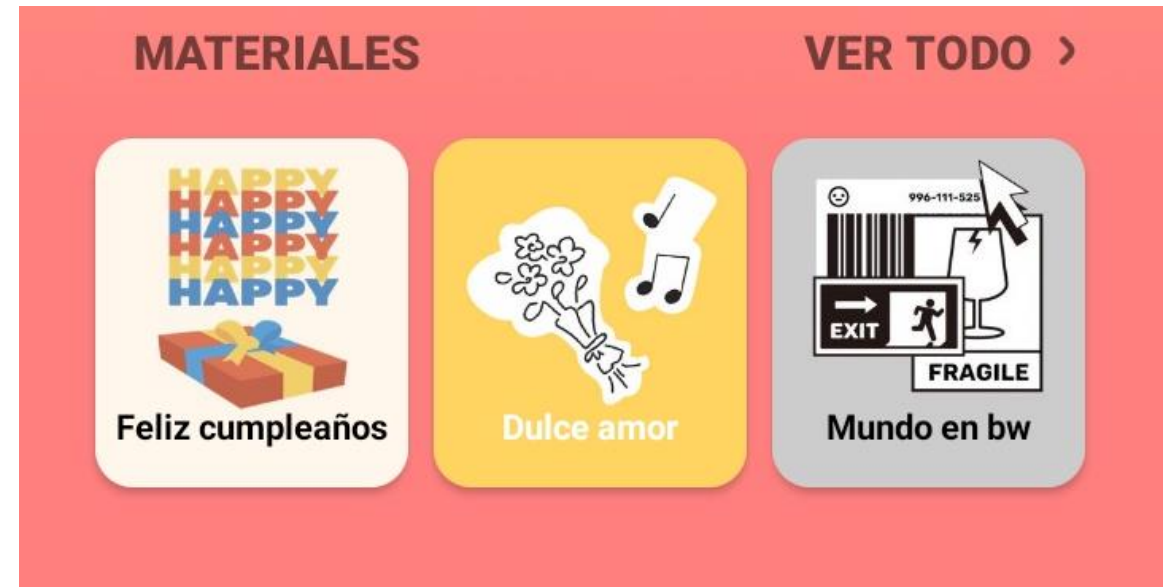 MATERIALES
VER TODO >
HAPPY
HAPPY
HAPPY
HAPPY
HAPPY
HAPPY
Feliz cumpleaños
Dulce amor
996-111-525
EXIT
FRAGILE
Mundo en bw